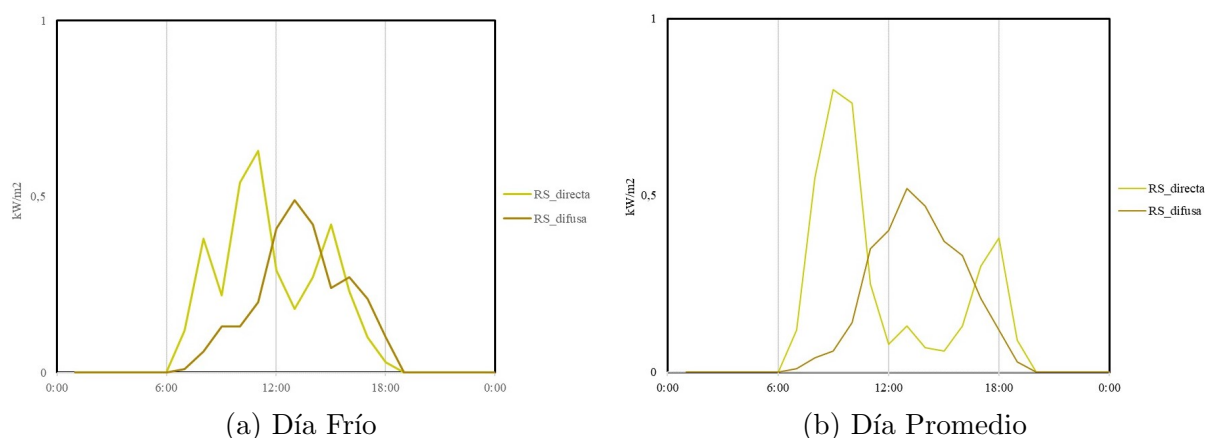 1
kW/m2
0,5
0
0:00
6:00
12:00
18:00
0:00
RS_directa
RS_difusa
(a) Día Frío
1
kW/m2
0,5
0
0:00
6:00
12:00
18:00
0:00
RS_directa
RS_difusa
(b) Día Promedio